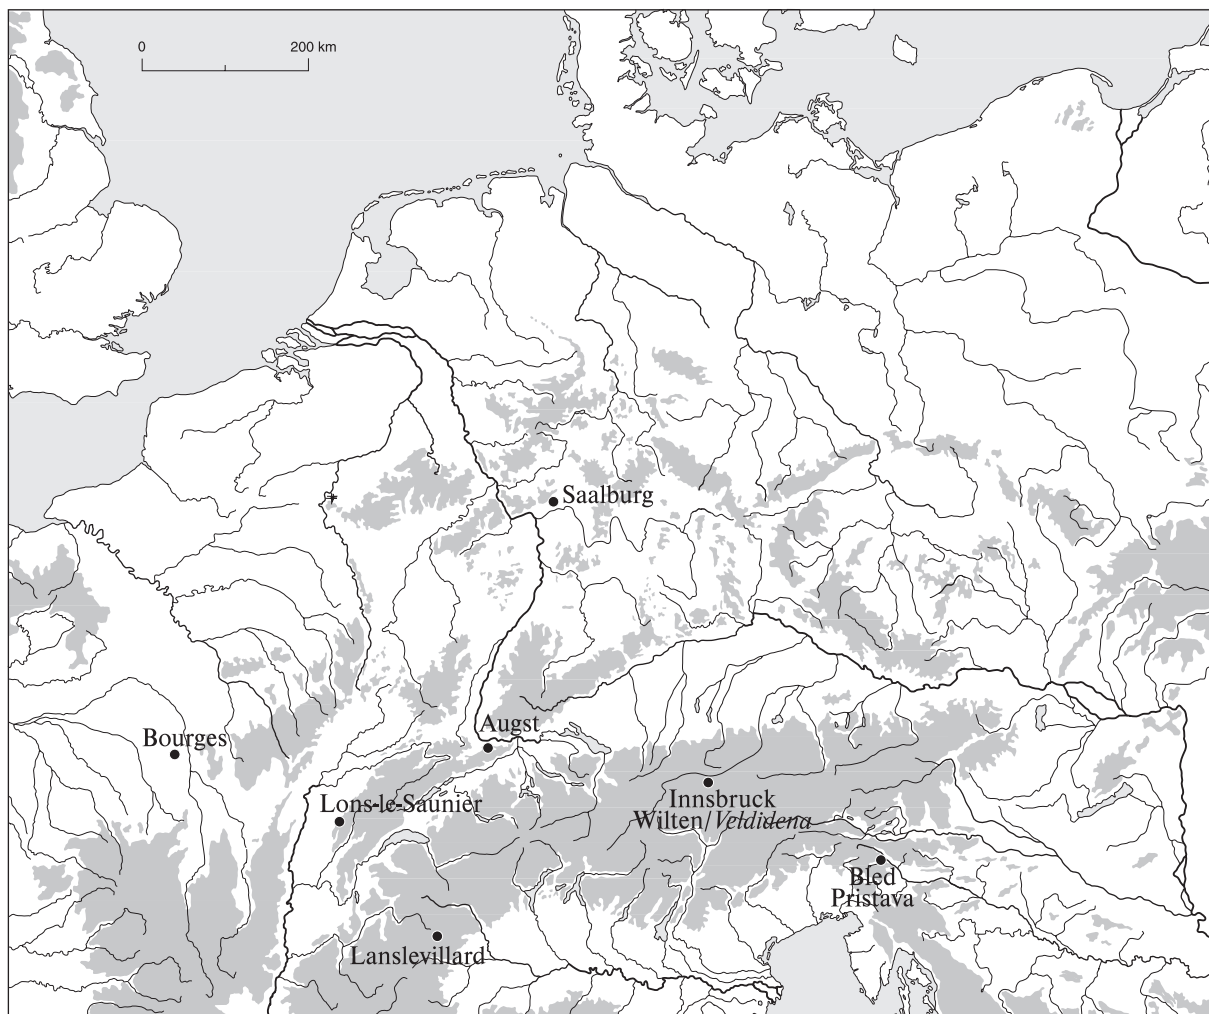 0 200 km
Saalburg
Augst
Bourges
Lons-le-Saunier
Innsbruck
Wilten/Veldidena
Bled
Pristava
Lanslevillard